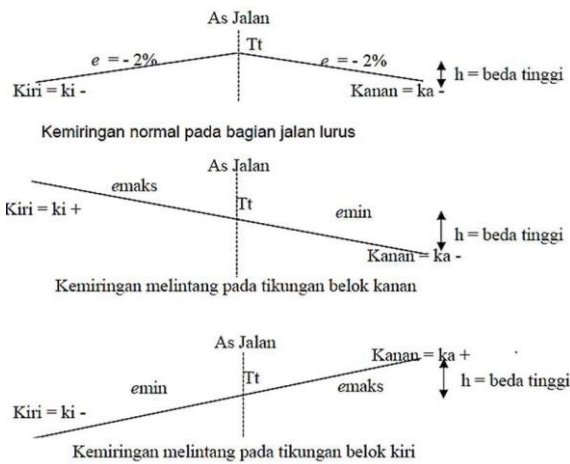 As Jalan
Tt
e = - 2%
e = - 2%
Kiri = ki -
Kanan = ka -
h = beda tinggi
Kemiringan normal pada bagian jalan lurus
As Jalan
emaks
Tt
emin
Kiri = ki +
h = beda tinggi
Kanan = ka -
Kemiringan melintang pada tikungan belok kanan
As Jalan
Kanan = ka +
Tt
emin
emaks
h = beda tinggi
Kiri = ki -
Kemiringan melintang pada tikungan belok kiri